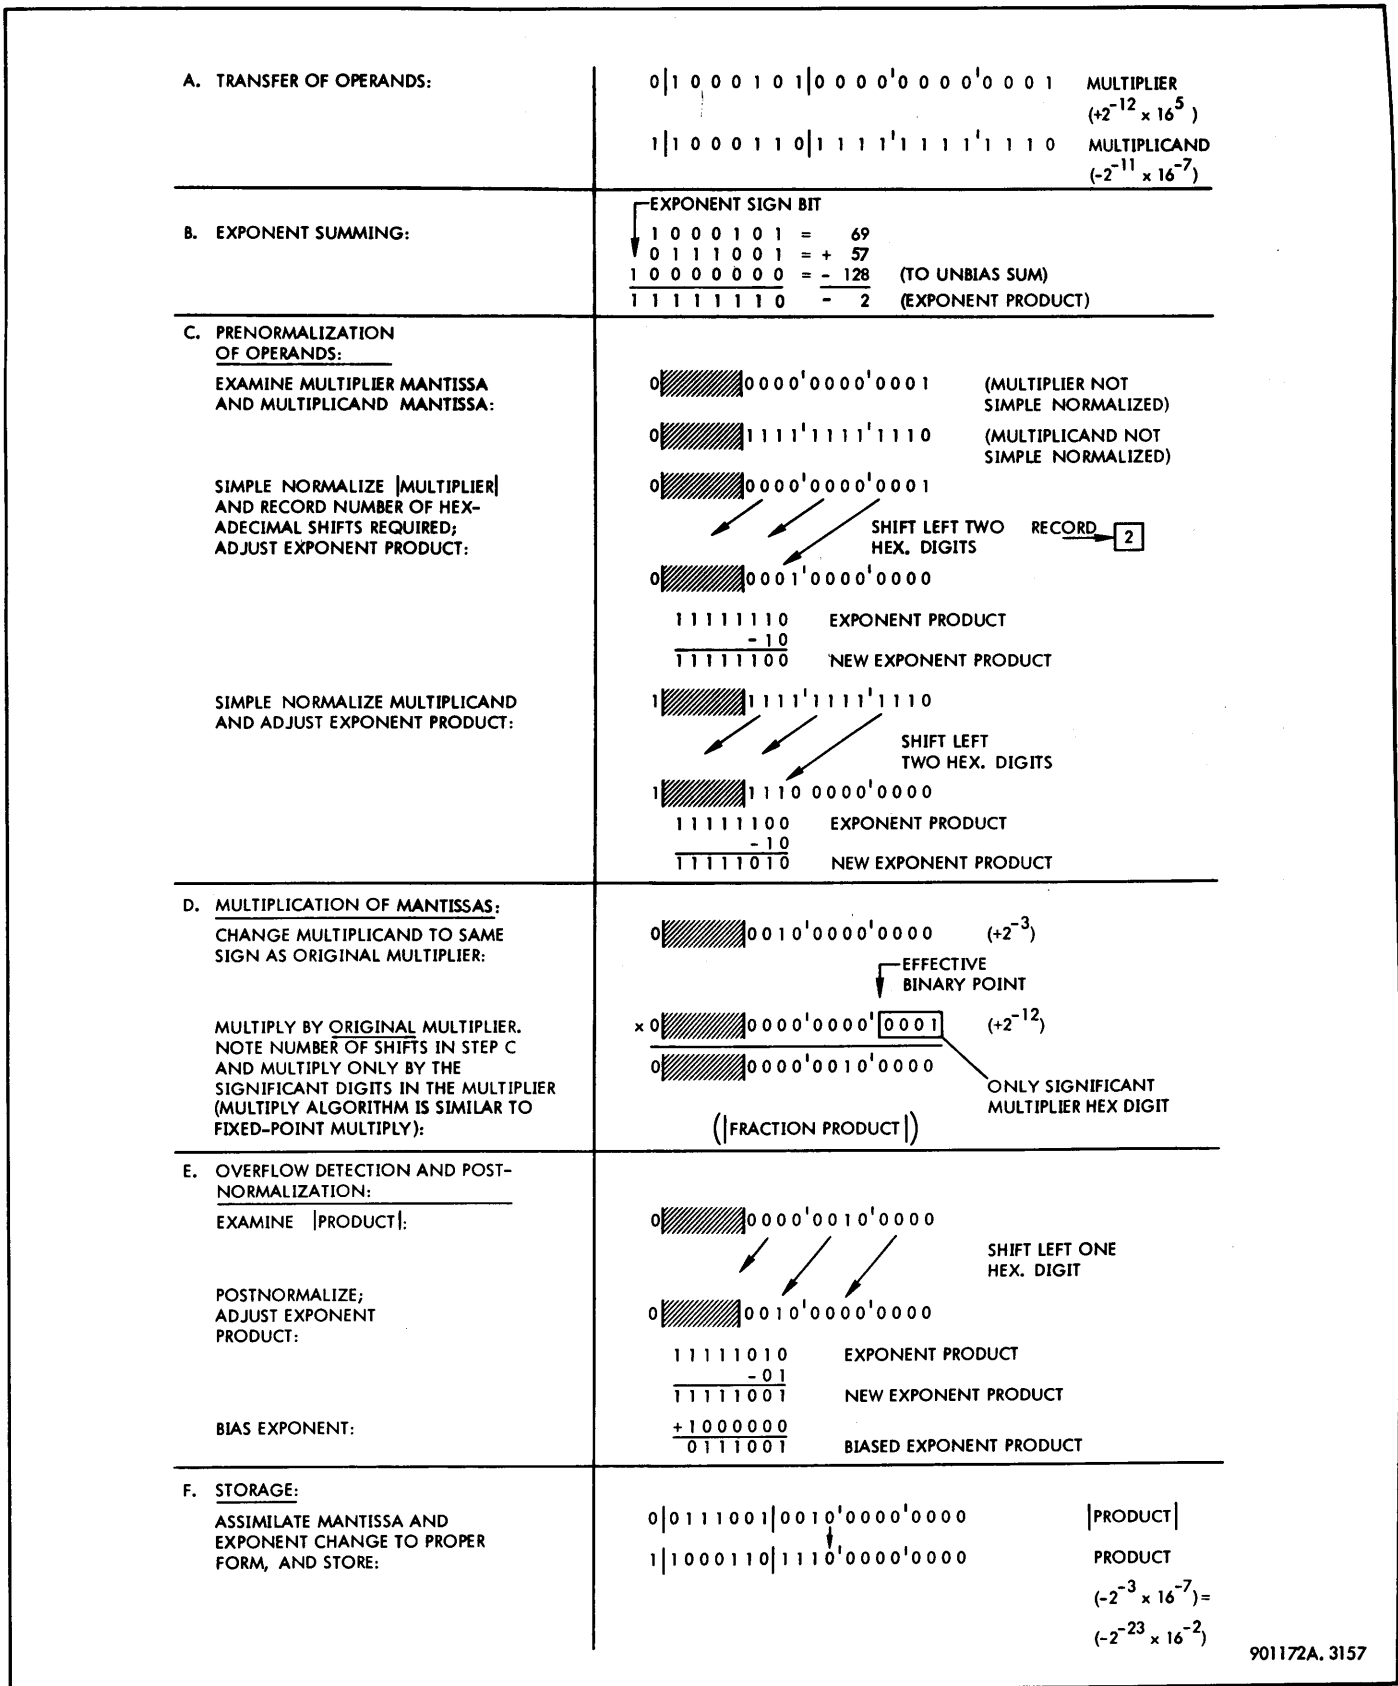 A. TRANSFER OF OPERANDS:
0|1 0 0 0 1 0 1|0 0 0 0'0 0 0 0'0 0 0 1 MULTIPLIER
(+2^-12 x 16^5)
1|1 0 0 0 1 1 0|1 1 1 1'1 1 1 1'1 1 1 0 MULTIPLICAND
(-2^-11 x 16^-7)
EXPONENT SIGN BIT
B. EXPONENT SUMMING:
1 0 0 0 1 0 1 = 69
0 1 1 1 0 0 1 = + 57
1 0 0 0 0 0 0 0 = - 128 (TO UNBIAS SUM)
1 1 1 1 1 1 1 0 - 2 (EXPONENT PRODUCT)
C. PRENORMALIZATION
OF OPERANDS:
EXAMINE MULTIPLIER MANTISSA
AND MULTIPLICAND MANTISSA:
0 0 0 0 0'0 0 0 0'0 0 0 1 (MULTIPLIER NOT
SIMPLE NORMALIZED)
0 1 1 1 1'1 1 1 1'1 1 1 0 (MULTIPLICAND NOT
SIMPLE NORMALIZED)
SIMPLE NORMALIZE |MULTIPLIER|
AND RECORD NUMBER OF HEX-
ADECIMAL SHIFTS REQUIRED;
ADJUST EXPONENT PRODUCT:
0 0 0 0 0'0 0 0 0'0 0 0 1
SHIFT LEFT TWO
HEX. DIGITS
RECORD 2
0 0 0 0 1'0 0 0 0'0 0 0 0
1 1 1 1 1 1 1 0 EXPONENT PRODUCT
- 1 0
1 1 1 1 1 1 0 0 NEW EXPONENT PRODUCT
SIMPLE NORMALIZE MULTIPLICAND
AND ADJUST EXPONENT PRODUCT:
1 1 1 1 1'1 1 1 1'1 1 1 0
SHIFT LEFT
TWO HEX. DIGITS
1 1 1 1 0 0 0 0 0'0 0 0 0
1 1 1 1 1 1 0 0 EXPONENT PRODUCT
- 1 0
1 1 1 1 1 0 1 0 NEW EXPONENT PRODUCT
D. MULTIPLICATION OF MANTISSAS:
CHANGE MULTIPLICAND TO SAME
SIGN AS ORIGINAL MULTIPLIER:
0 0 0 1 0'0 0 0 0'0 0 0 0 (+2^-3)
EFFECTIVE
BINARY POINT
MULTIPLY BY ORIGINAL MULTIPLIER.
NOTE NUMBER OF SHIFTS IN STEP C
AND MULTIPLY ONLY BY THE
SIGNIFICANT DIGITS IN THE MULTIPLIER
(MULTIPLY ALGORITHM IS SIMILAR TO
FIXED-POINT MULTIPLY):
x 0 0 0 0 0'0 0 0 0'0 0 0 1 (+2^-12)
0 0 0 0 0'0 0 1 0'0 0 0 0
ONLY SIGNIFICANT
MULTIPLIER HEX DIGIT
(|FRACTION PRODUCT|)
E. OVERFLOW DETECTION AND POST-
NORMALIZATION:
EXAMINE |PRODUCT|:
0 0 0 0 0'0 0 1 0'0 0 0 0
SHIFT LEFT ONE
HEX. DIGIT
POSTNORMALIZE;
ADJUST EXPONENT
PRODUCT:
0 0 0 1 0'0 0 0 0'0 0 0 0
1 1 1 1 1 0 1 0 EXPONENT PRODUCT
- 0 1
1 1 1 1 1 0 0 1 NEW EXPONENT PRODUCT
BIAS EXPONENT:
+ 1 0 0 0 0 0 0
0 1 1 1 0 0 1 BIASED EXPONENT PRODUCT
F. STORAGE:
ASSIMILATE MANTISSA AND
EXPONENT CHANGE TO PROPER
FORM, AND STORE:
0|0 1 1 1 0 0 1|0 0 1 0'0 0 0 0'0 0 0 0 |PRODUCT|
1|1 0 0 0 1 1 0|1 1 1 0'0 0 0 0'0 0 0 0 PRODUCT
(-2^-3 x 16^-7)=
(-2^-23 x 16^-2)
901172A. 3157